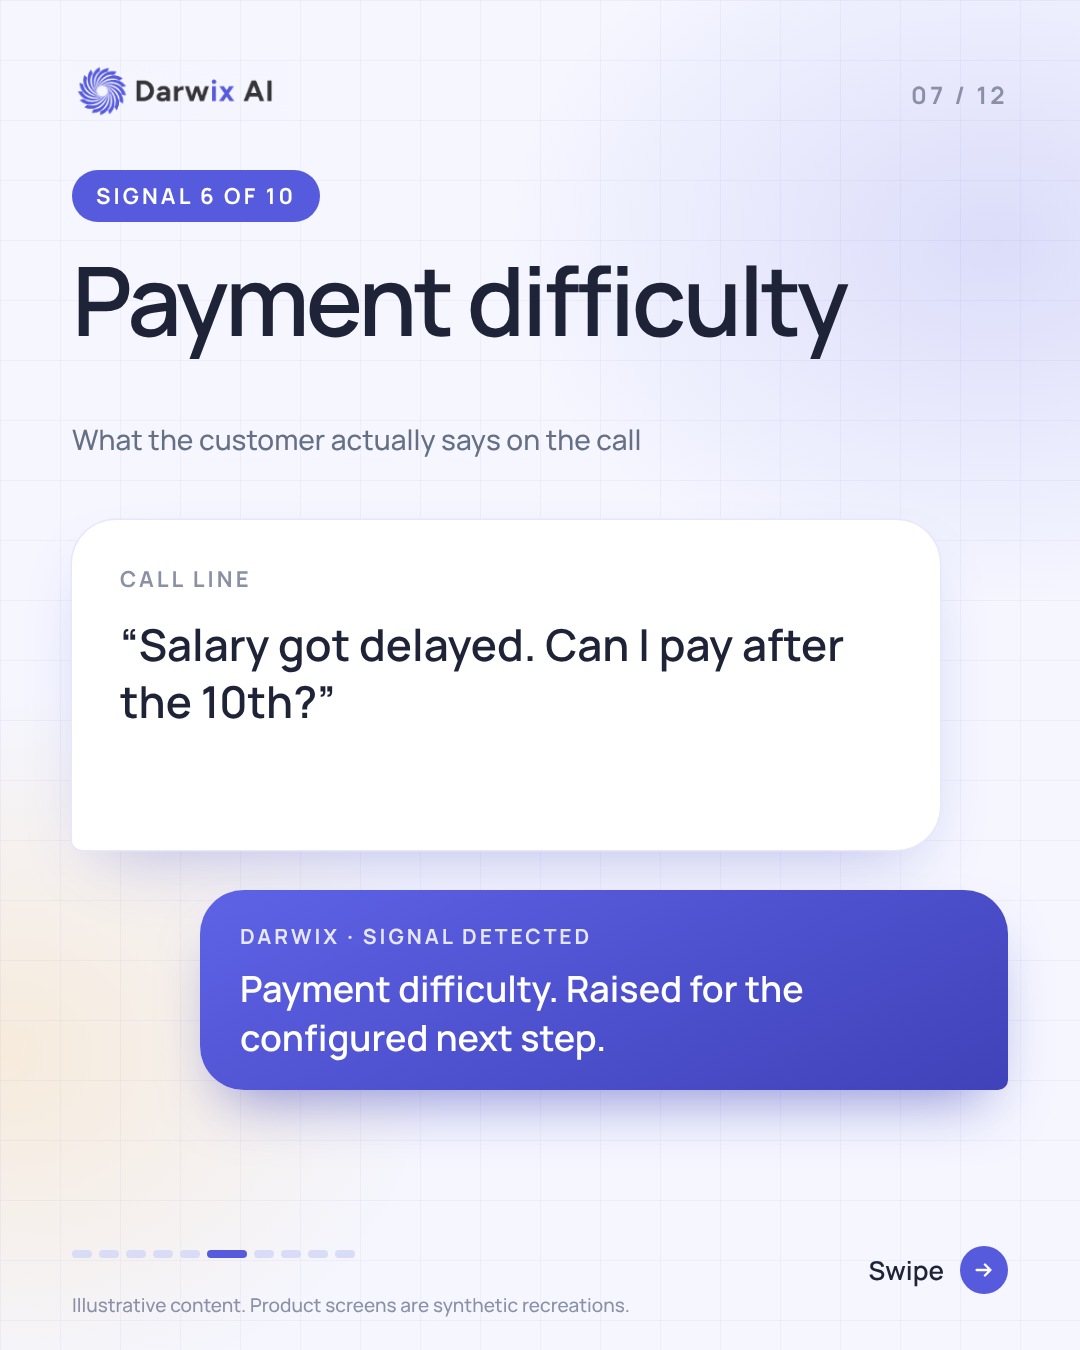 Darwix AI
07 / 12
SIGNAL 6 OF 10
Payment difficulty
What the customer actually says on the call
CALL LINE
“Salary got delayed. Can I pay after
the 10th?”
DARWIX · SIGNAL DETECTED
Payment difficulty. Raised for the
configured next step.
Swipe
Illustrative content. Product screens are synthetic recreations.